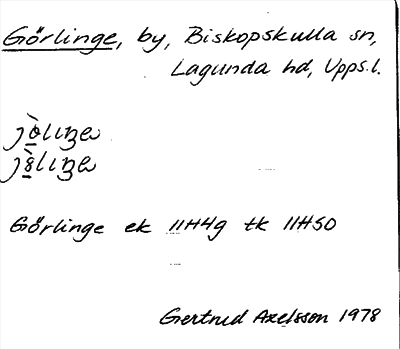 Görlinge, by, Biskopskulla sn,
Lagunda hd, Upps.l.
Görlinge ek 11H4g tk 11H50
Gertrud Axelsson 1978